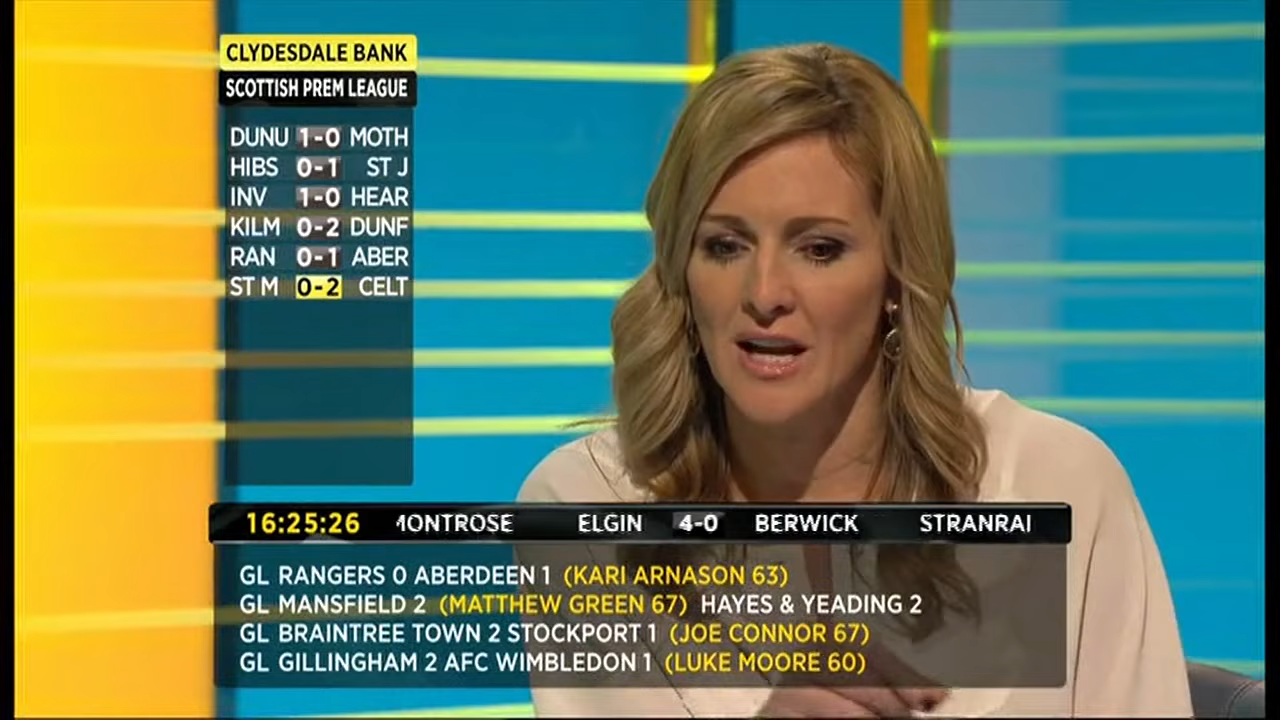 CLYDESDALE BANK
SCOTTISH PREM LEAGUE
DUNU 1-0 MOTH
HIBS 0-1 ST J
INV 1-0 HEAR
KILM 0-2 DUNF
RAN 0-1 ABER
ST M 0-2 CELT
16:25:26 MONTROSE ELGIN 4-0 BERWICK STRANRA
GL RANGERS 0 ABERDEEN 1 (KARI ARNASON 63)
GL MANSFIELD 2 (MATTHEW GREEN 67) HAYES & YEADING 2
GL BRAINTREE TOWN 2 STOCKPORT 1 (JOE CONNOR 67)
GL GILLINGHAM 2 AFC WIMBLEDON 1 (LUKE MOORE 60)